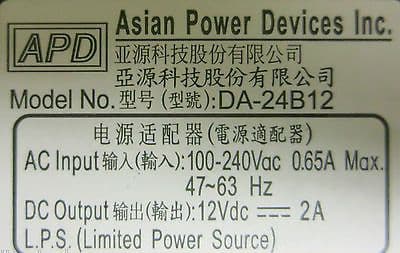 APD
Asian Power Devices Inc.
亚源科技股份有限公司
亞源科技股份有限公司
Model No. 型号 (型號): DA-24B12
电源适配器 (電源適配器)
AC Input 输入 (輸入): 100-240Vac 0.65A Max.
47~63 Hz
DC Output 输出 (輸出): 12Vdc ⎓ 2A
L.P.S. (Limited Power Source)